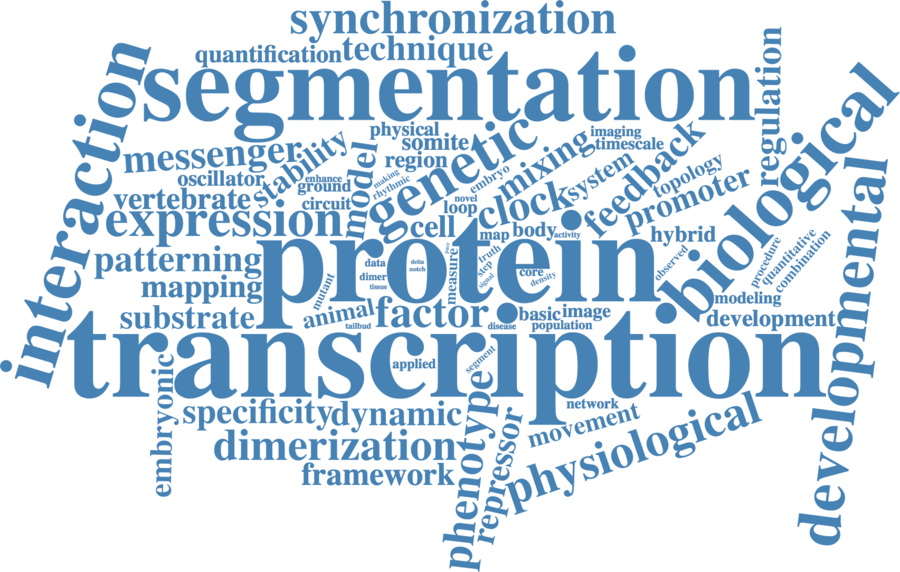 synchronization
quantification
technique
segmentation
interaction
regulation
biological
developmental
physical
somite
region
imaging
timescale
messenger
stability
oscillator
enhance
ground
circuit
model
making
rhythmic
genetic
embryo
mixing
novel
loop
clock
system
feedback
topology
promoter
vertebrate
expression
cell
map
body
activity
hybrid
patterning
mapping
substrate
protein
data
dimer
tissue
delta
notch
measure
truth
step
signal
core
density
observed
procedure
quantitative
combination
modeling
development
mutant
animal
tailbud
factor
disease
basic
image
population
transcription
applied
segment
embryonic
specificity
dynamic
network
movement
dimerization
phenotype
repressor
physiological
framework